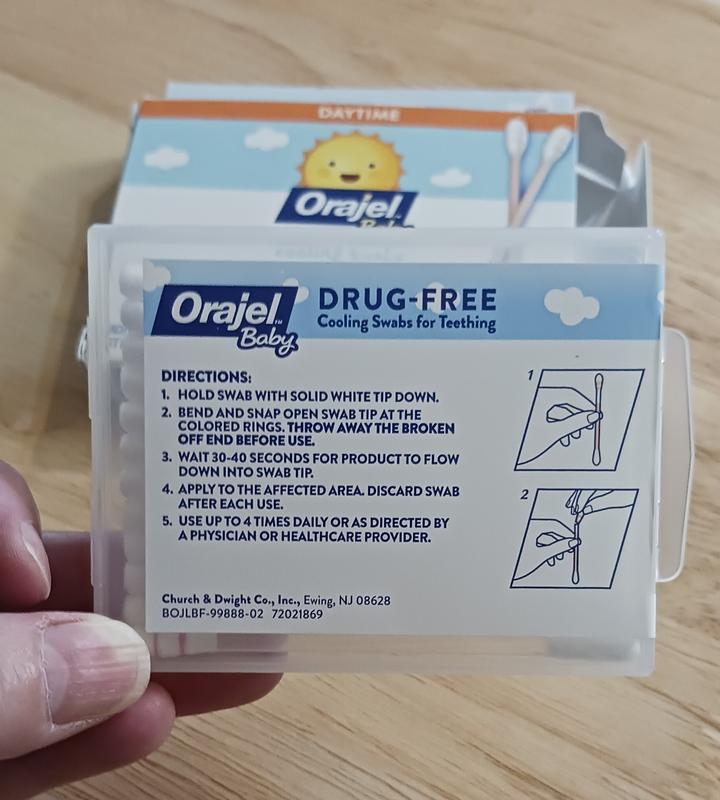 DAYTIME
Orajel
Baby
Orajel™ DRUG-FREE
Baby Cooling Swabs for Teething
DIRECTIONS:
1. HOLD SWAB WITH SOLID WHITE TIP DOWN.
2. BEND AND SNAP OPEN SWAB TIP AT THE
COLORED RINGS. THROW AWAY THE BROKEN
OFF END BEFORE USE.
3. WAIT 30-40 SECONDS FOR PRODUCT TO FLOW
DOWN INTO SWAB TIP.
4. APPLY TO THE AFFECTED AREA. DISCARD SWAB
AFTER EACH USE.
5. USE UP TO 4 TIMES DAILY OR AS DIRECTED BY
A PHYSICIAN OR HEALTHCARE PROVIDER.
1
2
Church & Dwight Co., Inc., Ewing, NJ 08628
BOJLBF-99888-02 72021869